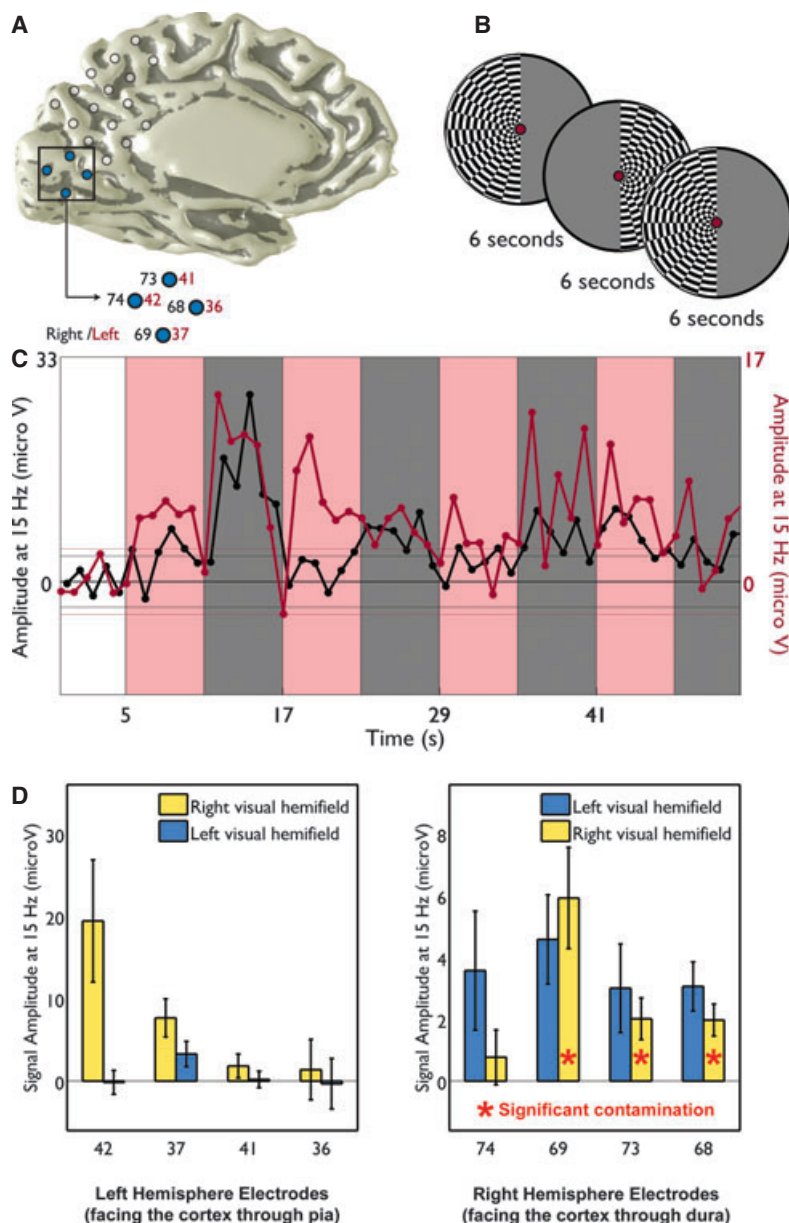 A
B
6 seconds
6 seconds
6 seconds
73 41
74 42 68 36
Right /Left 69 37
C
33 17
Amplitude at 15 Hz (micro V)
Amplitude at 15 Hz (micro V)
0 0
5 17 29 41
Time (s)
D
Right visual hemifield
Left visual hemifield
Signal Amplitude at 15 Hz (microV)
30
20
10
0
42 37 41 36
Left Hemisphere Electrodes
(facing the cortex through pia)
Left visual hemifield
Right visual hemifield
Signal Amplitude at 15 Hz (microV)
8
6
4
2
0
* * *
* Significant contamination
74 69 73 68
Right Hemisphere Electrodes
(facing the cortex through dura)